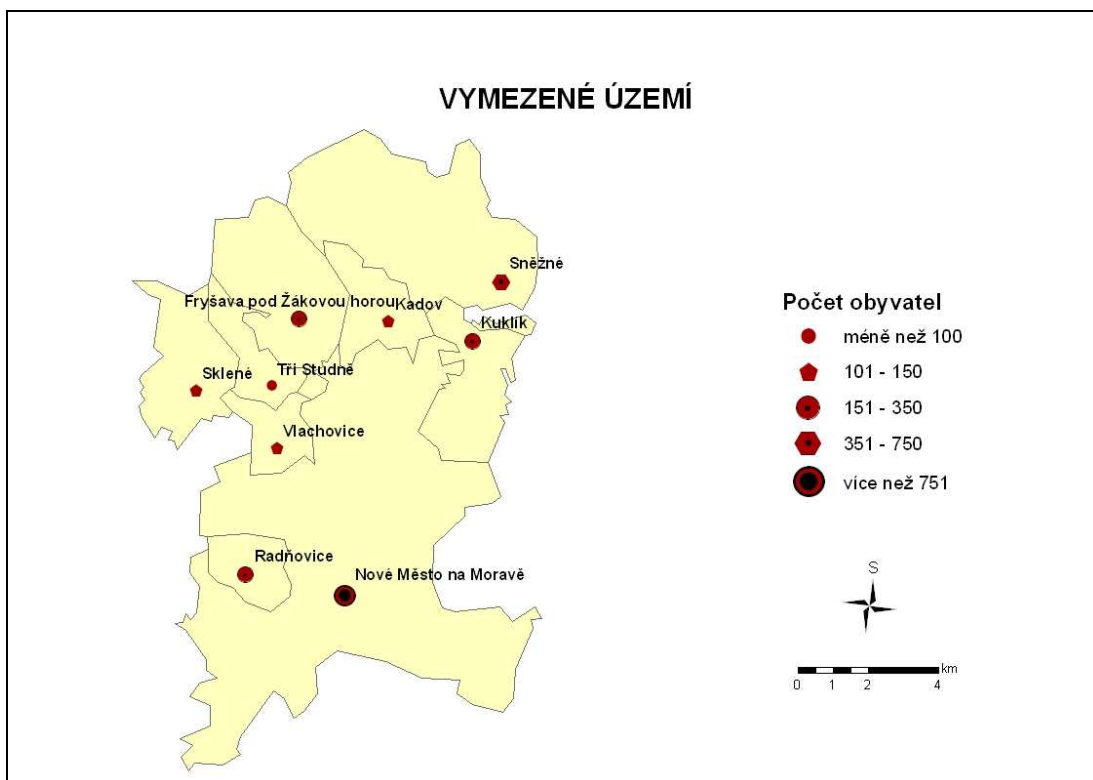 VYMEZENÉ ÚZEMÍ
Sněžné
Fryšava pod Žákovou horou
Kadov
Kuklík
Sklené
Tři Studně
Vlachovice
Radňovice
Nové Město na Moravě
Počet obyvatel
méně než 100
101 - 150
151 - 350
351 - 750
více než 751
S
km
0 1 2 4